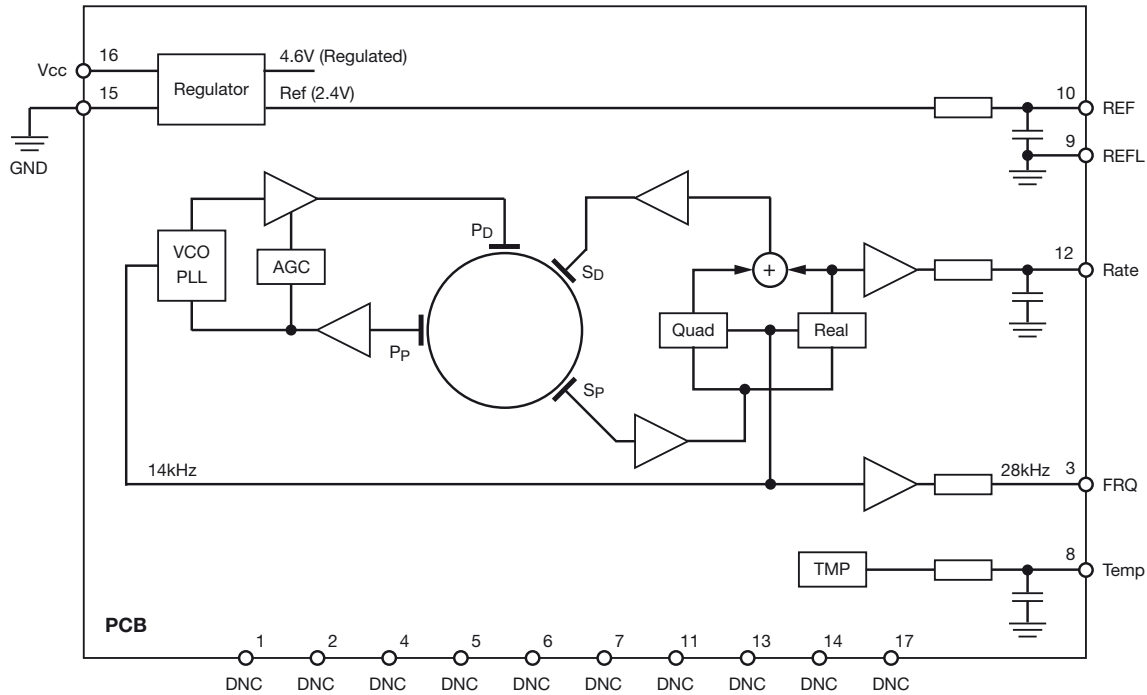 16
4.6V (Regulated)
Vcc
Regulator
15
Ref (2.4V)
10
REF
GND
9
REFL
PD
SD
VCO
PLL
AGC
+
12
Rate
Quad
Real
PP
SP
14kHz
28kHz
3
FRQ
TMP
8
Temp
PCB
1 2 4 5 6 7 11 13 14 17
DNC DNC DNC DNC DNC DNC DNC DNC DNC DNC